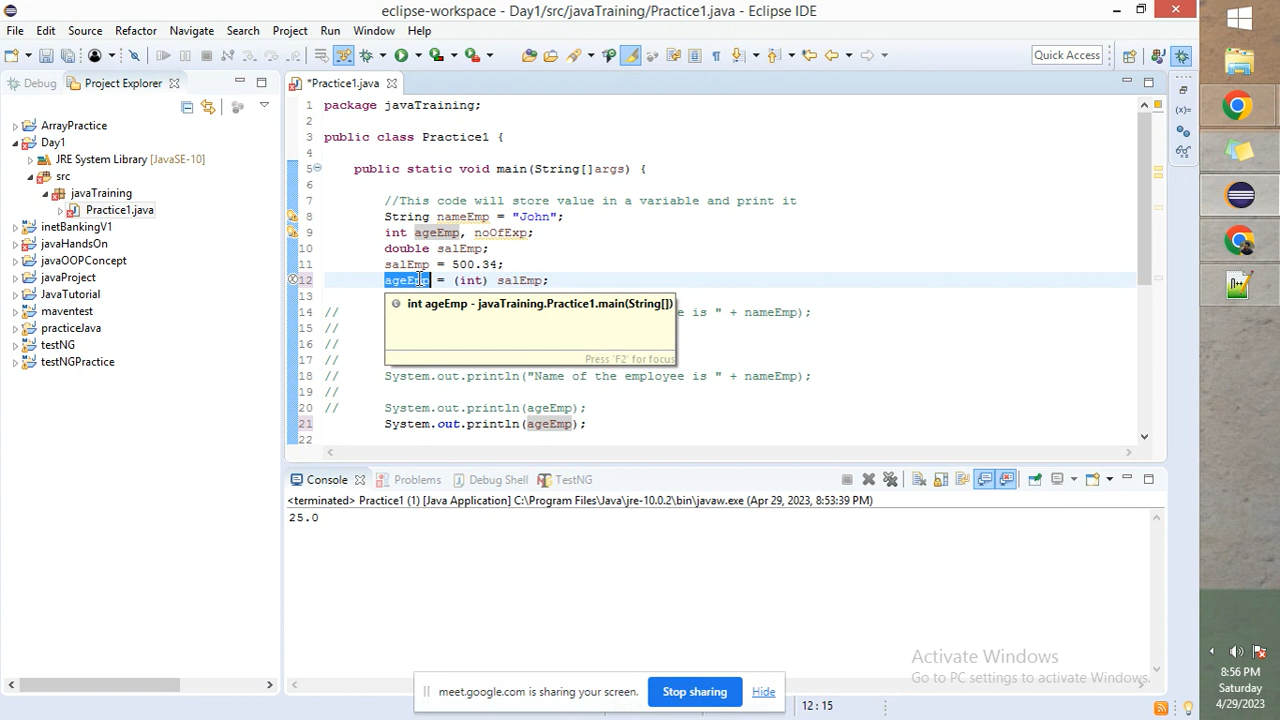 eclipse-workspace - Day1/src/javaTraining/Practice1.java - Eclipse IDE
File Edit Source Refactor Navigate Search Project Run Window Help
Quick Access
Debug Project Explorer
*Practice1.java
ArrayPractice
Day1
JRE System Library [JavaSE-10]
src
javaTraining
Practice1.java
inetBankingV1
javaHandsOn
javaOOPConcept
javaProject
JavaTutorial
maventest
practiceJava
testNG
testNGPractice
1 package javaTraining;
2
3 public class Practice1 {
4
5 public static void main(String[]args) {
6
7 //This code will store value in a variable and print it
8 String nameEmp = "John";
9 int ageEmp, noOfExp;
10 double salEmp;
11 salEmp = 500.34;
12 ageEmp = (int) salEmp;
13
int ageEmp - javaTraining.Practice1.main(String[])
14 // e is " + nameEmp);
15 //
16 //
17 //
Press 'F2' for focus
18 // System.out.println("Name of the employee is " + nameEmp);
19 //
20 // System.out.println(ageEmp);
21 System.out.println(ageEmp);
22
Console Problems Debug Shell TestNG
<terminated> Practice1 (1) [Java Application] C:\Program Files\Java\jre-10.0.2\bin\javaw.exe (Apr 29, 2023, 8:53:39 PM)
25.0
Activate Windows
Go to PC settings to activate Windows.
meet.google.com is sharing your screen. Stop sharing Hide
12 : 15
8:56 PM
Saturday
4/29/2023